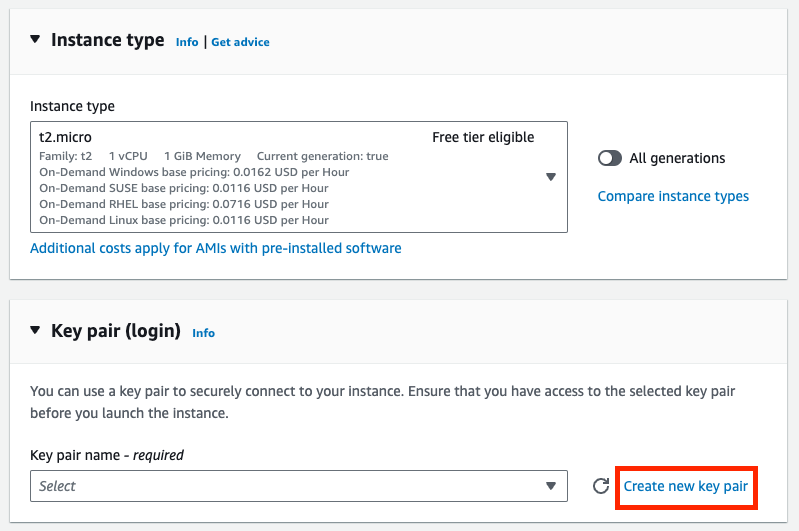 Instance type Info | Get advice
Instance type
t2.micro Free tier eligible
Family: t2 1 vCPU 1 GiB Memory Current generation: true
On-Demand Windows base pricing: 0.0162 USD per Hour
On-Demand SUSE base pricing: 0.0116 USD per Hour
On-Demand RHEL base pricing: 0.0716 USD per Hour
On-Demand Linux base pricing: 0.0116 USD per Hour
All generations
Compare instance types
Additional costs apply for AMIs with pre-installed software
Key pair (login) Info
You can use a key pair to securely connect to your instance. Ensure that you have access to the selected key pair
before you launch the instance.
Key pair name - required
Select
Create new key pair